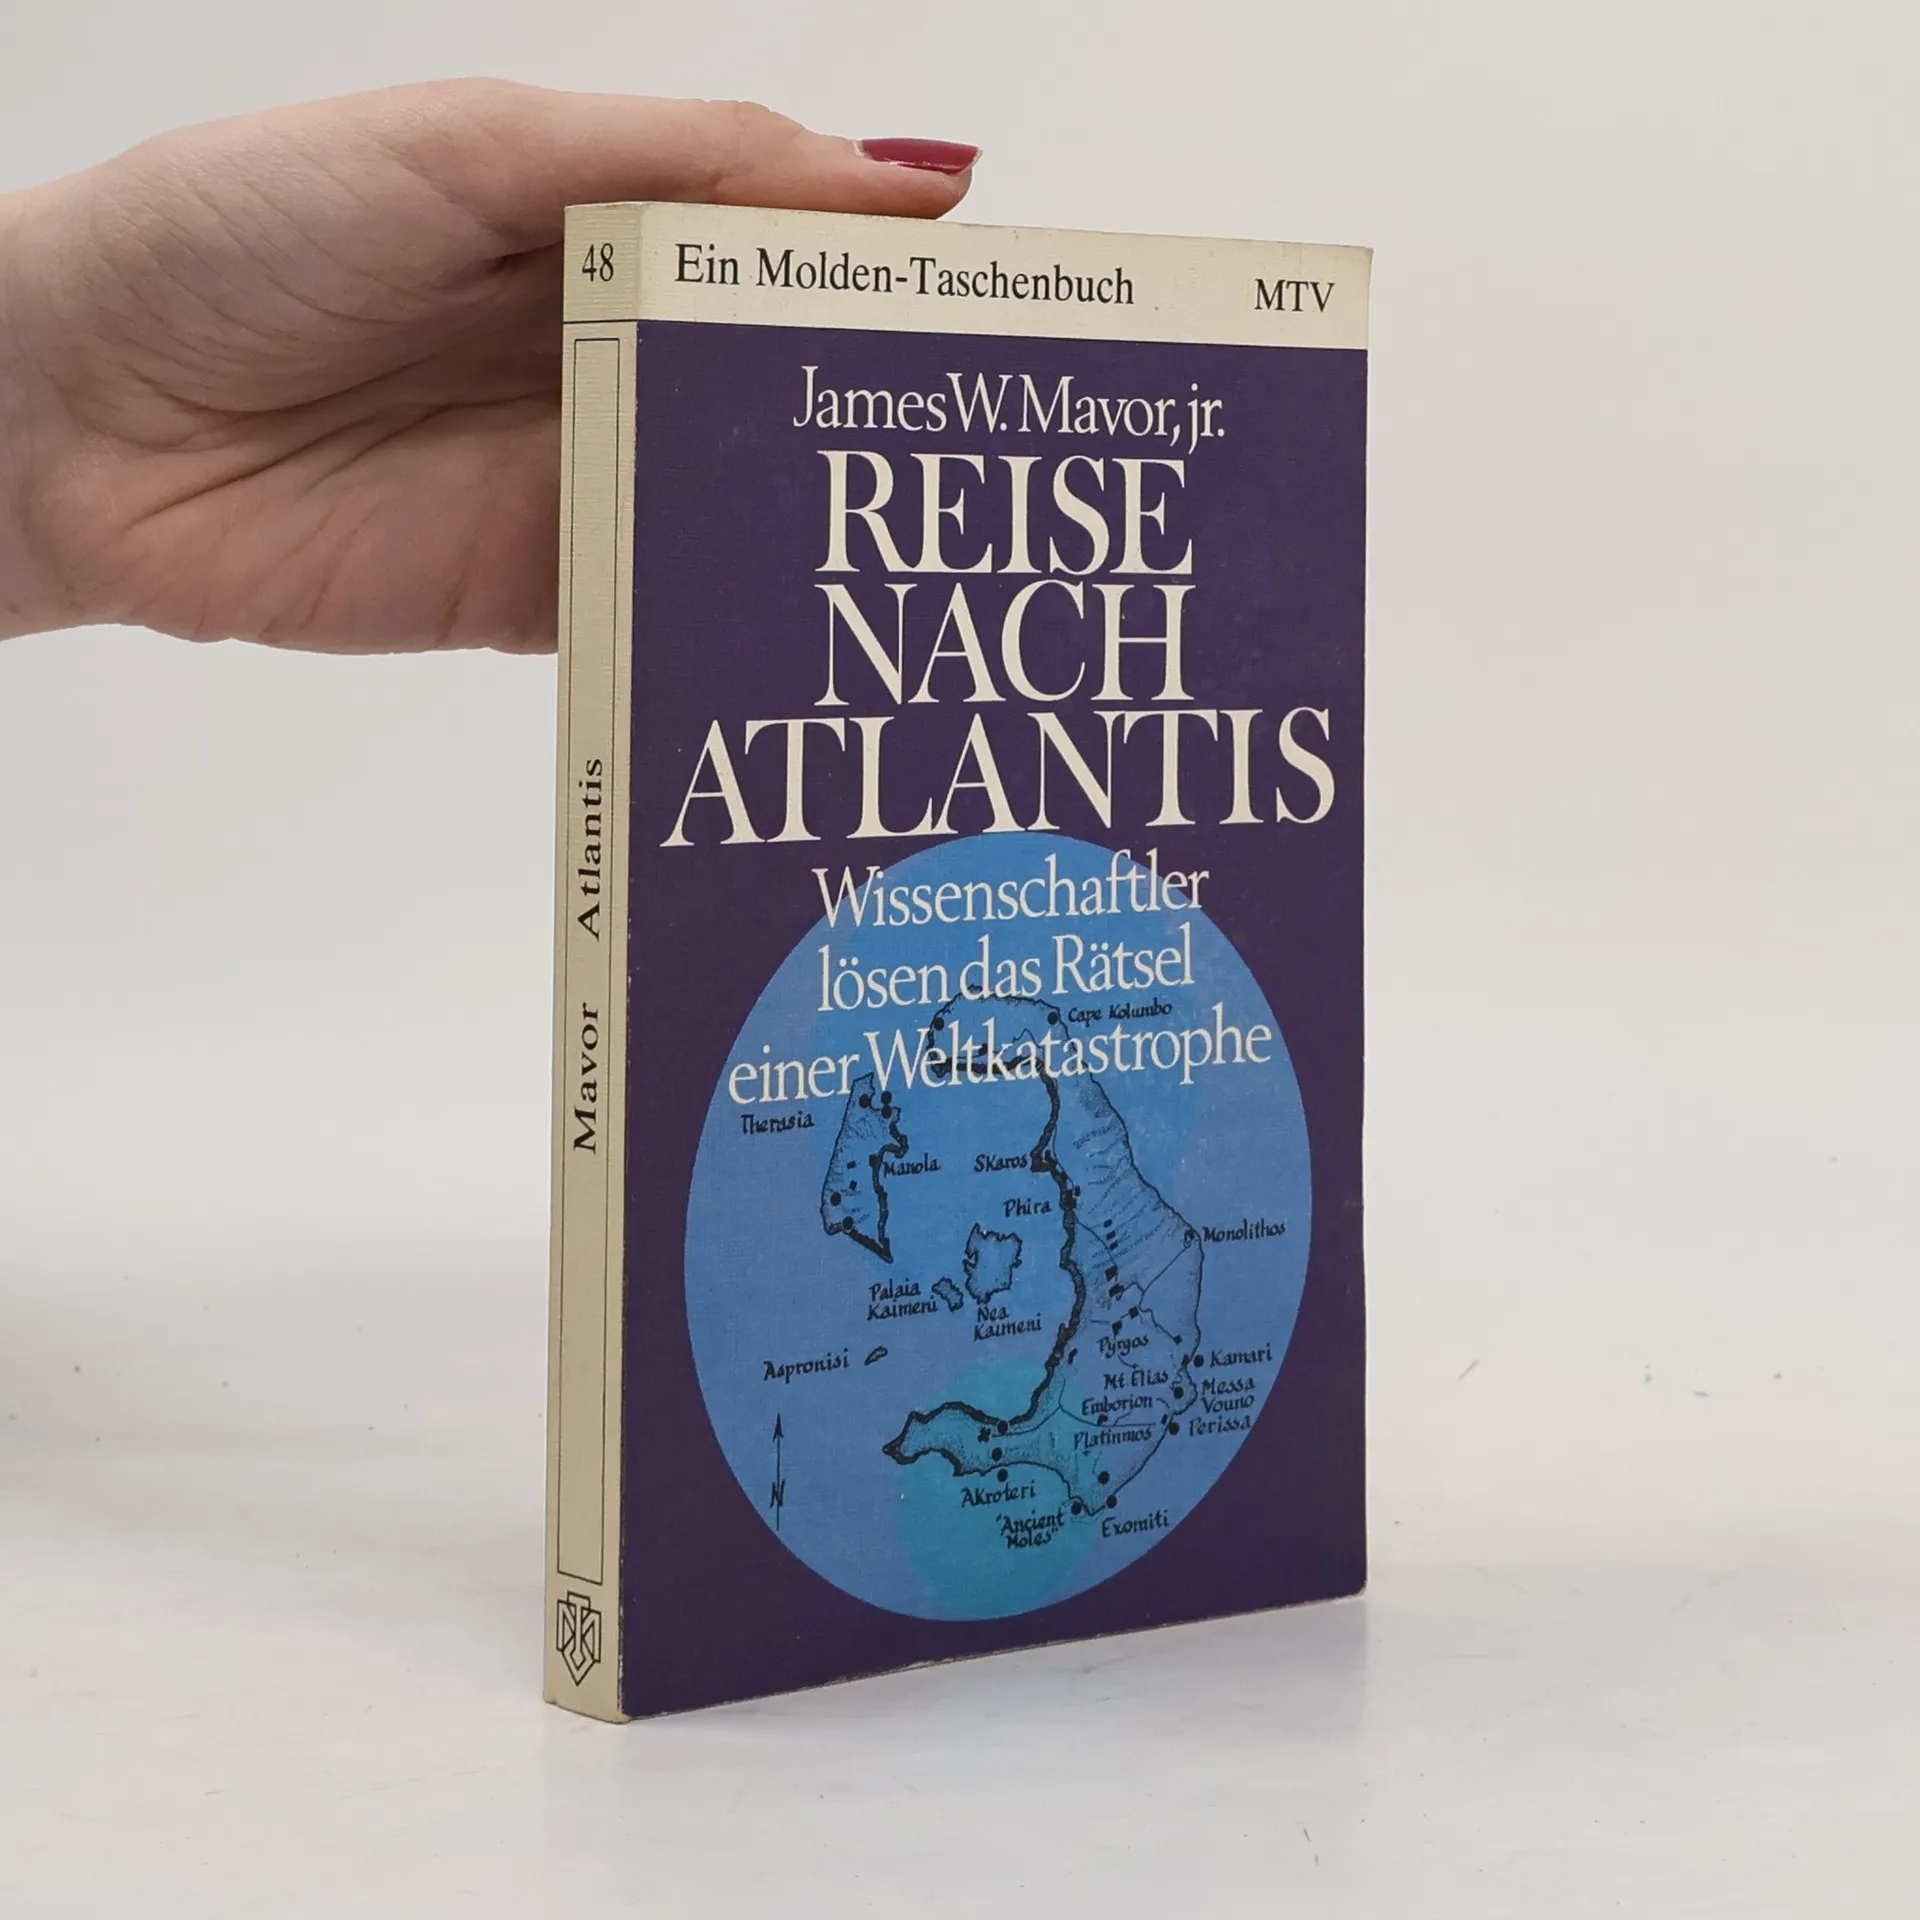 48
Ein Molden-Taschenbuch
MTV
James W. Mavor, jr.
REISE
NACH
ATLANTIS
Wissenschaftler
lösen das Rätsel
einer Weltkatastrophe
Mavor Atlantis
Cape Kolumbo
Therasia
Manola
Skaros
Phira
Monolithos
Palaia
Kaimeni
Nea
Kaimeni
Aspronisi
Pyrgos
Kamari
Mt. Elias
Messa
Vouno
Emborion
Perissa
Platinmos
N
Akroteri
"Ancient
Moles"
Exomiti